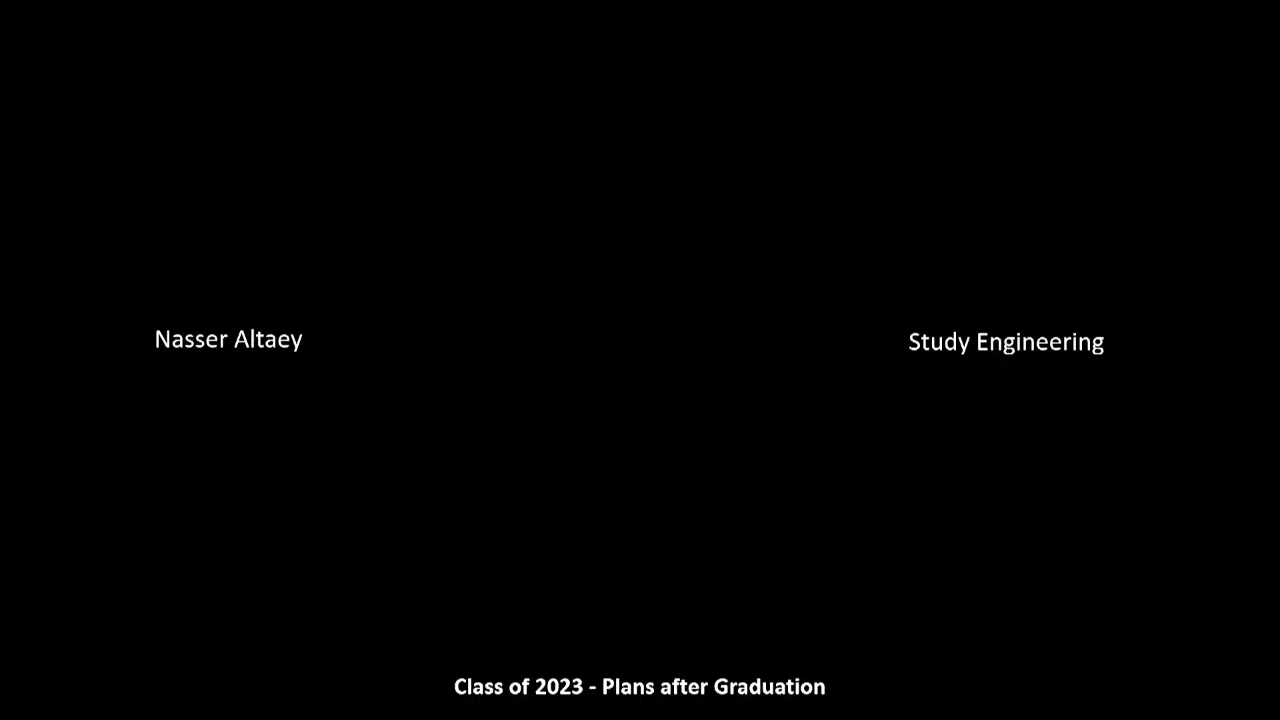 Nasser Altaey
Study Engineering
Class of 2023 - Plans after Graduation